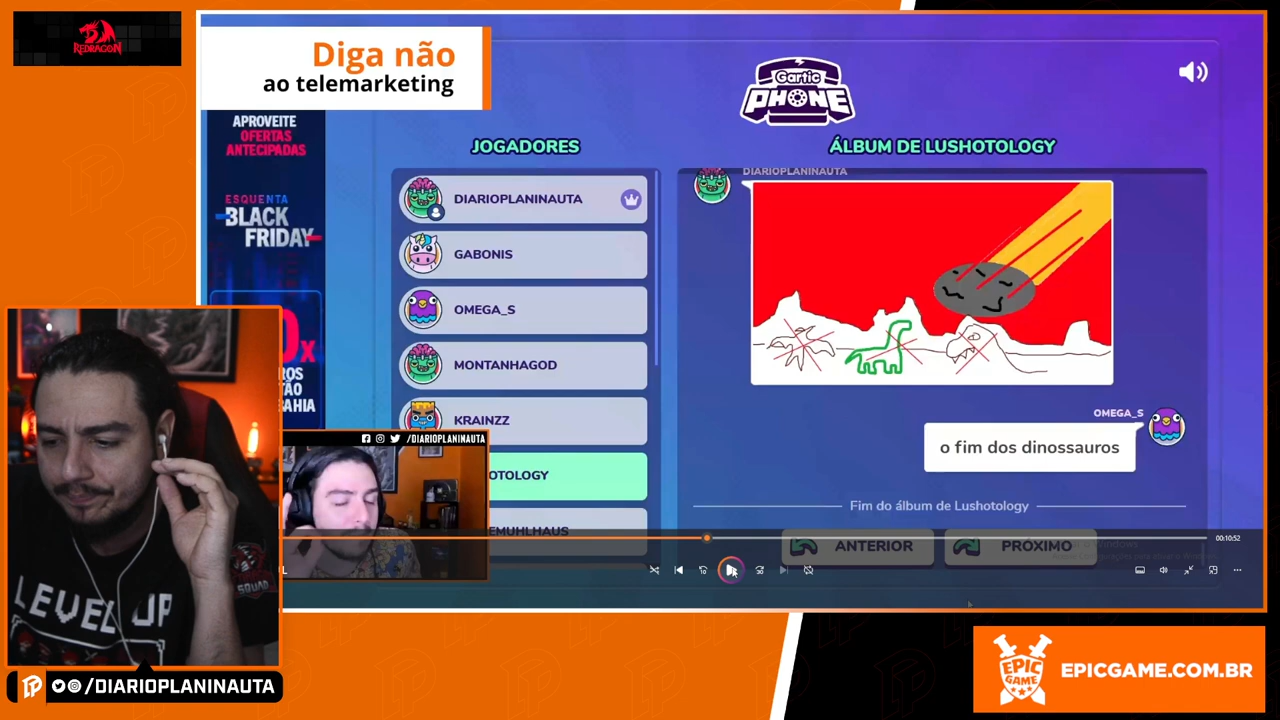 REDRAGON
Diga não
ao telemarketing
APROVEITE
OFERTAS
ANTECIPADAS
ESQUENTA
BLACK
FRIDAY
Gartic
PHONE
JOGADORES
DIARIOPLANINAUTA
GABONIS
OMEGA_S
MONTANHAGOD
KRAINZZ
OTOLOGY
EMUHLHAUS
ÁLBUM DE LUSHOTOLOGY
DIARIOPLANINAUTA
OMEGA_S
o fim dos dinossauros
Fim do álbum de Lushotology
ANTERIOR
PRÓXIMO
00:10:52
/DIARIOPLANINAUTA
LEVEL UP
SQUAD
/DIARIOPLANINAUTA
EPIC
GAME
EPICGAME.COM.BR